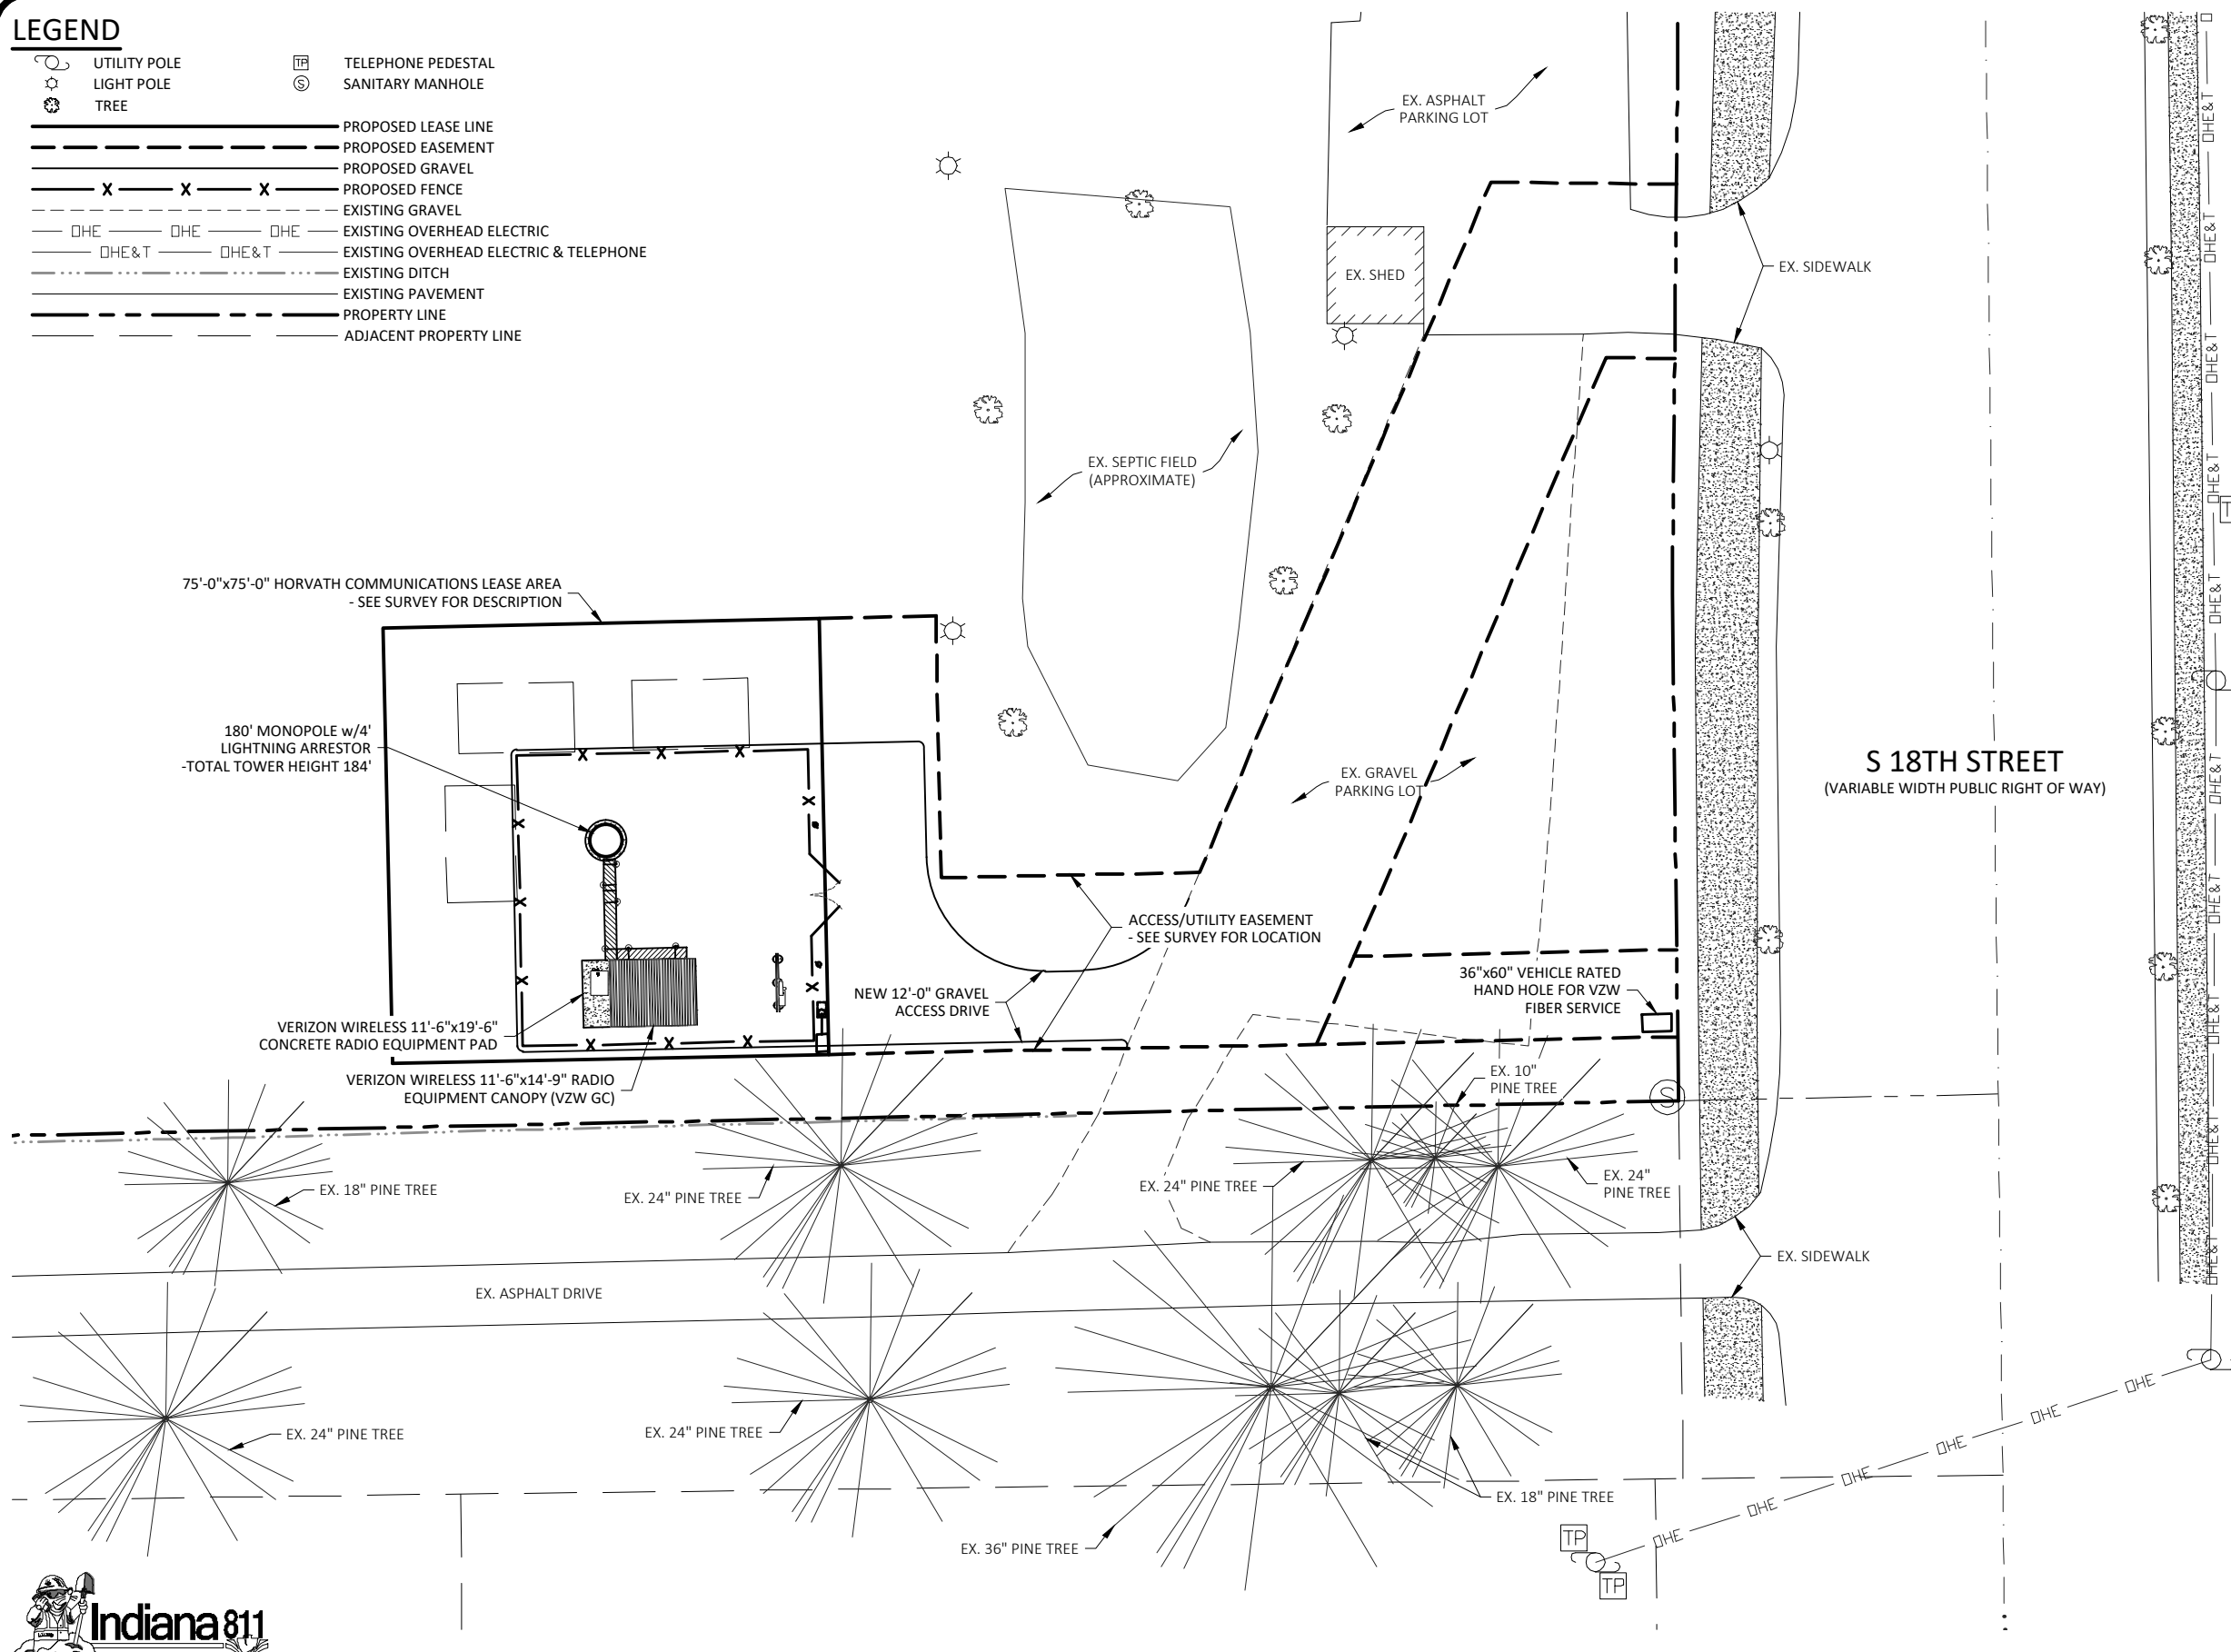 LEGEND
UTILITY POLE
LIGHT POLE
TREE
TP TELEPHONE PEDESTAL
S SANITARY MANHOLE
PROPOSED LEASE LINE
PROPOSED EASEMENT
PROPOSED GRAVEL
X X X PROPOSED FENCE
EXISTING GRAVEL
OHE OHE OHE EXISTING OVERHEAD ELECTRIC
OHE&T OHE&T EXISTING OVERHEAD ELECTRIC & TELEPHONE
EXISTING DITCH
EXISTING PAVEMENT
PROPERTY LINE
ADJACENT PROPERTY LINE
EX. ASPHALT
PARKING LOT
EX. SHED
EX. SIDEWALK
EX. SEPTIC FIELD
(APPROXIMATE)
75'-0"x75'-0" HORVATH COMMUNICATIONS LEASE AREA
- SEE SURVEY FOR DESCRIPTION
180' MONOPOLE w/4'
LIGHTNING ARRESTOR
-TOTAL TOWER HEIGHT 184'
EX. GRAVEL
PARKING LOT
S 18TH STREET
(VARIABLE WIDTH PUBLIC RIGHT OF WAY)
ACCESS/UTILITY EASEMENT
- SEE SURVEY FOR LOCATION
36"x60" VEHICLE RATED
HAND HOLE FOR VZW
FIBER SERVICE
NEW 12'-0" GRAVEL
ACCESS DRIVE
VERIZON WIRELESS 11'-6"x19'-6"
CONCRETE RADIO EQUIPMENT PAD
VERIZON WIRELESS 11'-6"x14'-9" RADIO
EQUIPMENT CANOPY (VZW GC)
EX. 10"
PINE TREE
S
EX. 18" PINE TREE
EX. 24" PINE TREE
EX. 24" PINE TREE
EX. 24"
PINE TREE
EX. SIDEWALK
EX. ASPHALT DRIVE
EX. 24" PINE TREE
EX. 24" PINE TREE
EX. 18" PINE TREE
EX. 36" PINE TREE
OHE&T
OHE&T
OHE&T
OHE&T
OHE&T
OHE&T
OHE&T
OHE&T
OHE&T
OHE&T
OHE&T
OHE
OHE
OHE
OHE
OHE
OHE
TP
TP
Indiana 811